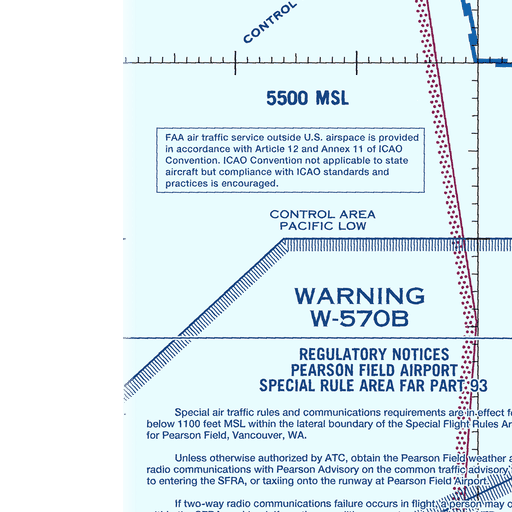 CONTROL
5500 MSL
FAA air traffic service outside U.S. airspace is provided
in accordance with Article 12 and Annex 11 of ICAO
Convention. ICAO Convention not applicable to state
aircraft but compliance with ICAO standards and
practices is encouraged.
CONTROL AREA
PACIFIC LOW
WARNING
W-570B
REGULATORY NOTICES
PEARSON FIELD AIRPORT
SPECIAL RULE AREA FAR PART 93
Special air traffic rules and communications requirements are in effect
below 1100 feet MSL within the lateral boundary of the Special Flight Rules
for Pearson Field, Vancouver, WA.
Unless otherwise authorized by ATC, obtain the Pearson Field weather
radio communications with Pearson Advisory on the common traffic advisory
to entering the SFRA, or taxiing onto the runway at Pearson Field Airport.
If two-way radio communications failure occurs in flight, a person may